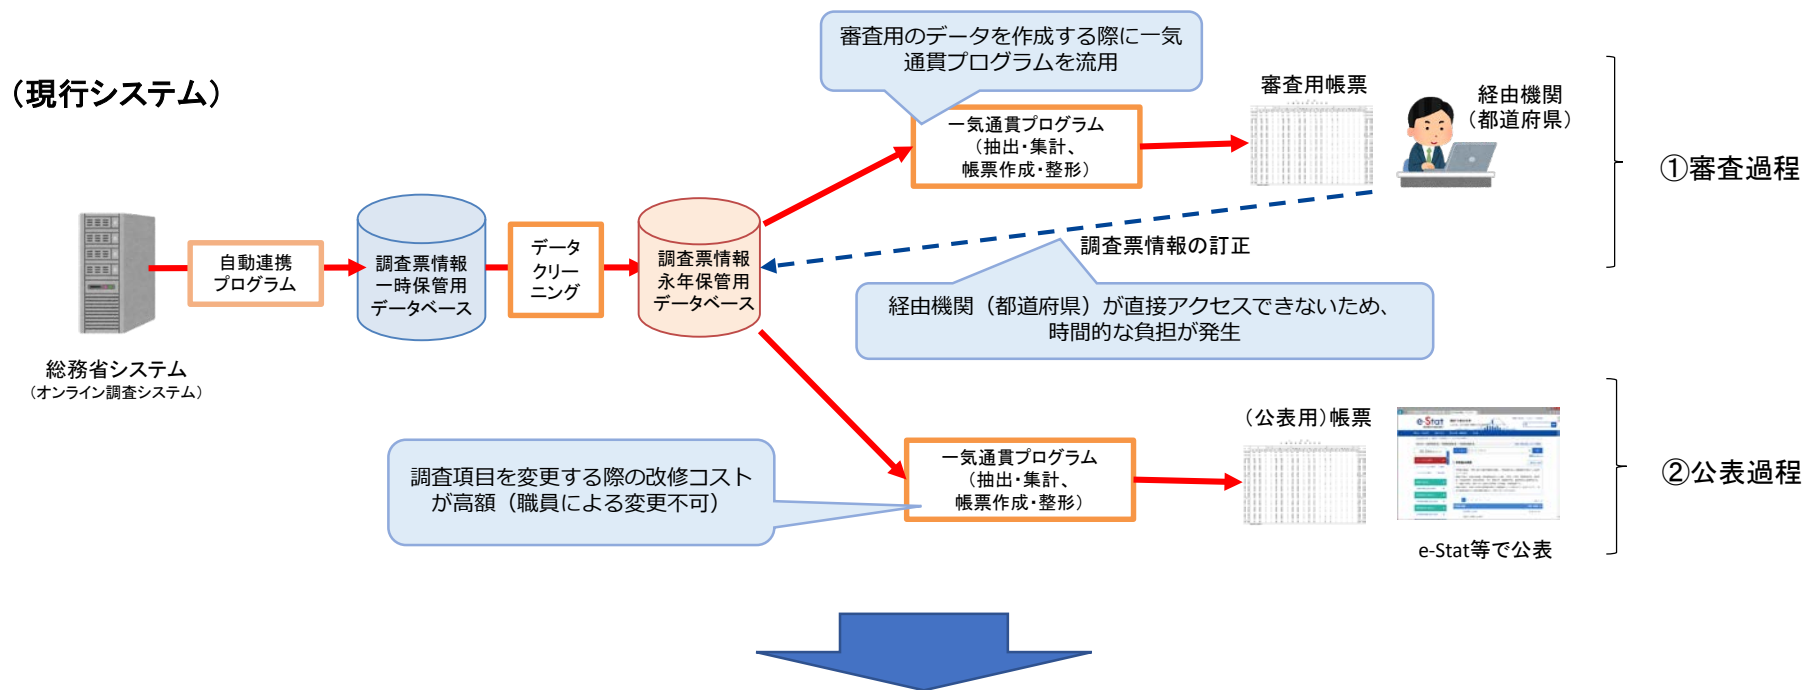 （現行システム）
審査用のデータを作成する際に一気
通貫プログラムを流用
一気通貫プログラム
（抽出・集計、
帳票作成・整形）
審査用帳票
経由機関
（都道府県）
①審査過程
自動連携
プログラム
調査票情報
一時保管用
データベース
データ
クリー
ニング
調査票情報
永年保管用
データベース
調査票情報の訂正
経由機関（都道府県）が直接アクセスできないため、
時間的な負担が発生
総務省システム
（オンライン調査システム）
調査項目を変更する際の改修コスト
が高額（職員による変更不可）
一気通貫プログラム
（抽出・集計、
帳票作成・整形）
（公表用）帳票
e-Stat
e-Stat等で公表
②公表過程